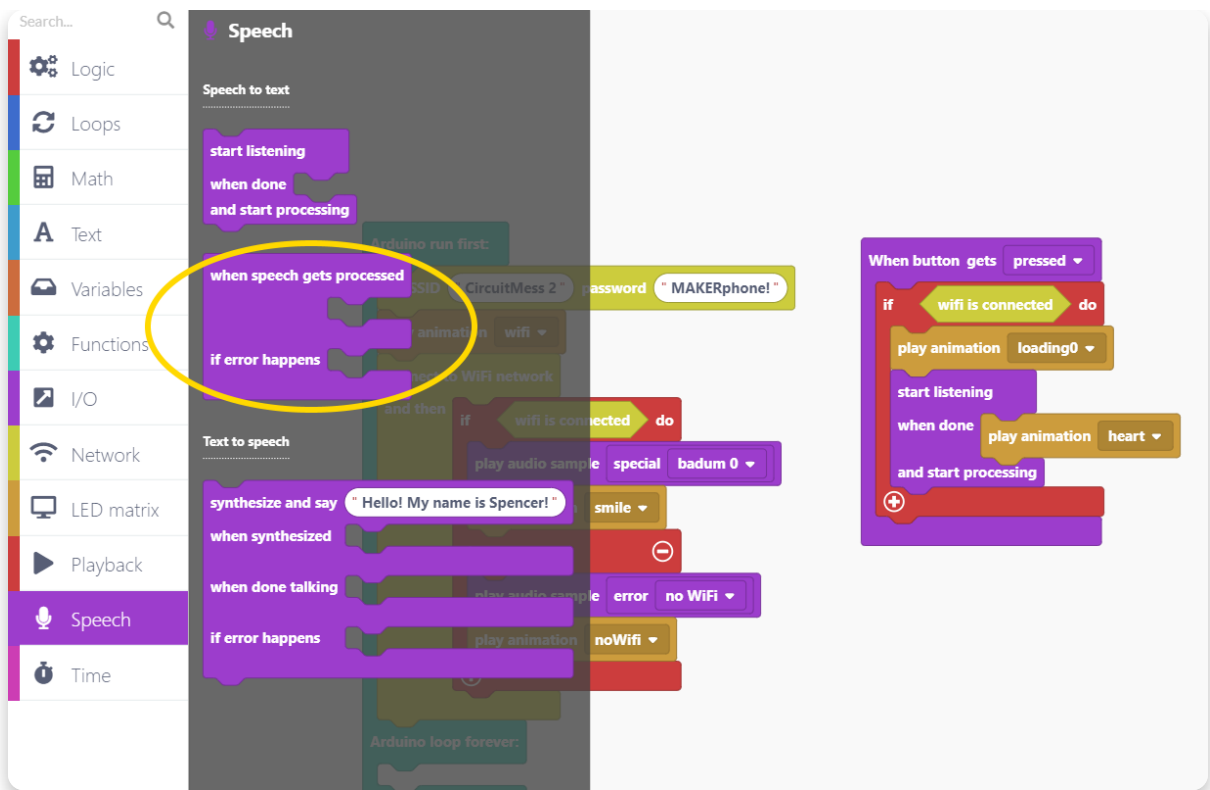 Search...
Logic
Loops
Math
Text
Variables
Functions
I/O
Network
LED matrix
Playback
Speech
Time
Speech
Speech to text
start listening
when done
and start processing
when speech gets processed
if error happens
Text to speech
synthesize and say " Hello! My name is Spencer! "
when synthesized
when done talking
if error happens
Arduino run first:
SSID " CircuitMess 2 " password " MAKERphone! "
animation wifi
to WiFi network
and then
if wifi is connected do
play audio sample special badum 0
smile
play audio sample error no WiFi
play animation noWifi
Arduino loop forever:
When button gets pressed
if wifi is connected do
play animation loading0
start listening
when done play animation heart
and start processing